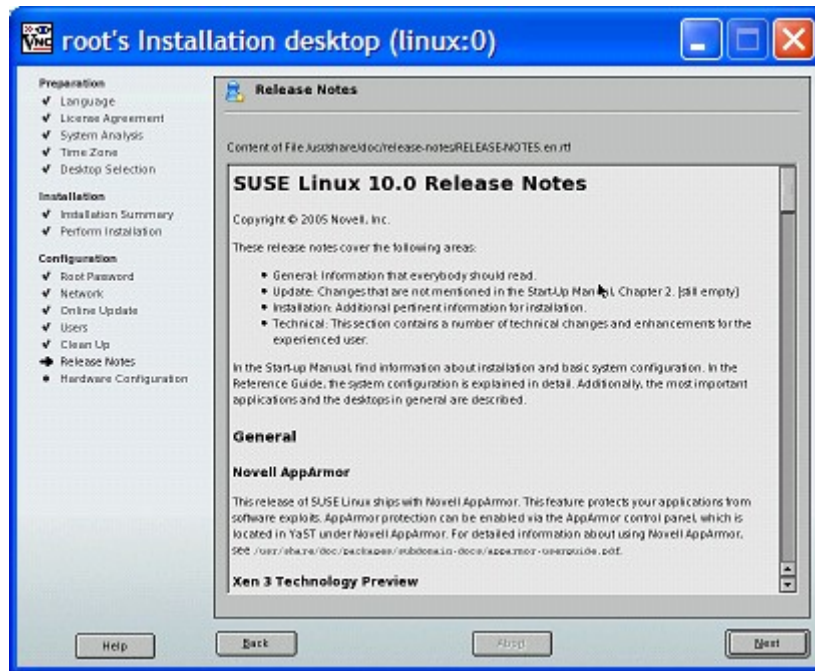 VNC root's Installation desktop (linux:0)
Preparation
Language
License Agreement
System Analysis
Time Zone
Desktop Selection
Installation
Installation Summary
Perform Installation
Configuration
Root Password
Network
Online Update
Users
Clean Up
Release Notes
Hardware Configuration
Release Notes
Content of File /usr/share/doc/release-notes/RELEASE-NOTES.en.rtf
SUSE Linux 10.0 Release Notes
Copyright © 2005 Novell, Inc.
These release notes cover the following areas:
• General: Information that everybody should read.
• Update: Changes that are not mentioned in the Start-Up Manual, Chapter 2. [still empty]
• Installation: Additional pertinent information for installation.
• Technical: This section contains a number of technical changes and enhancements for the
experienced user.
In the Start-up Manual, find information about installation and basic system configuration. In the
Reference Guide, the system configuration is explained in detail. Additionally, the most important
applications and the desktops in general are described.
General
Novell AppArmor
This release of SUSE Linux ships with Novell AppArmor. This feature protects your applications from
software exploits. AppArmor protection can be enabled via the AppArmor control panel, which is
located in YaST under Novell AppArmor. For detailed information about using Novell AppArmor,
see /usr/share/doc/packages/subdomain-docs/apparmor-userguide.pdf.
Xen 3 Technology Preview
Help Back Abort Next